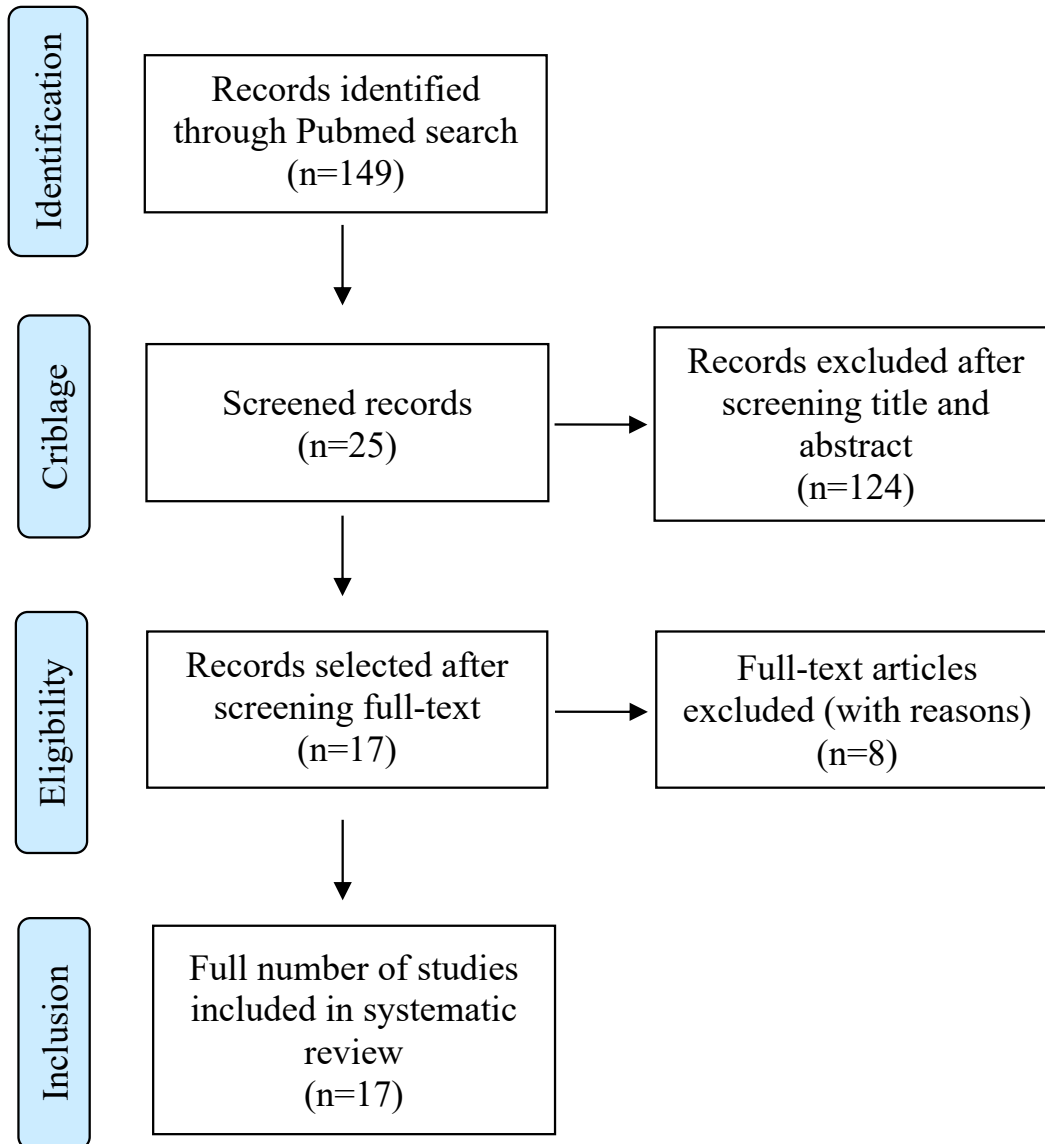 Identification
Records identified
through Pubmed search
(n=149)
Criblage
Screened records
(n=25)
Records excluded after
screening title and
abstract
(n=124)
Eligibility
Records selected after
screening full-text
(n=17)
Full-text articles
excluded (with reasons)
(n=8)
Inclusion
Full number of studies
included in systematic
review
(n=17)